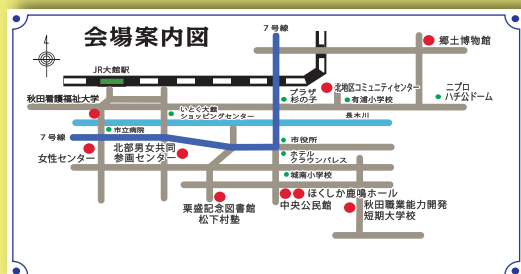 会場案内図
7号線
郷土博物館
JR大館駅
秋田看護福祉大学
いとく大館
ショッピングセンター
プラザ
杉の子
北地区コミュニティセンター
有浦小学校
ニプロ
ハチ公ドーム
長木川
市立病院
7号線
女性センター
北部男女共同
参画センター
市役所
ホテル
クラウンパレス
城南小学校
栗盛記念図書館
松下村塾
ほくしか鹿鳴ホール
中央公民館
秋田職業能力開発
短期大学校